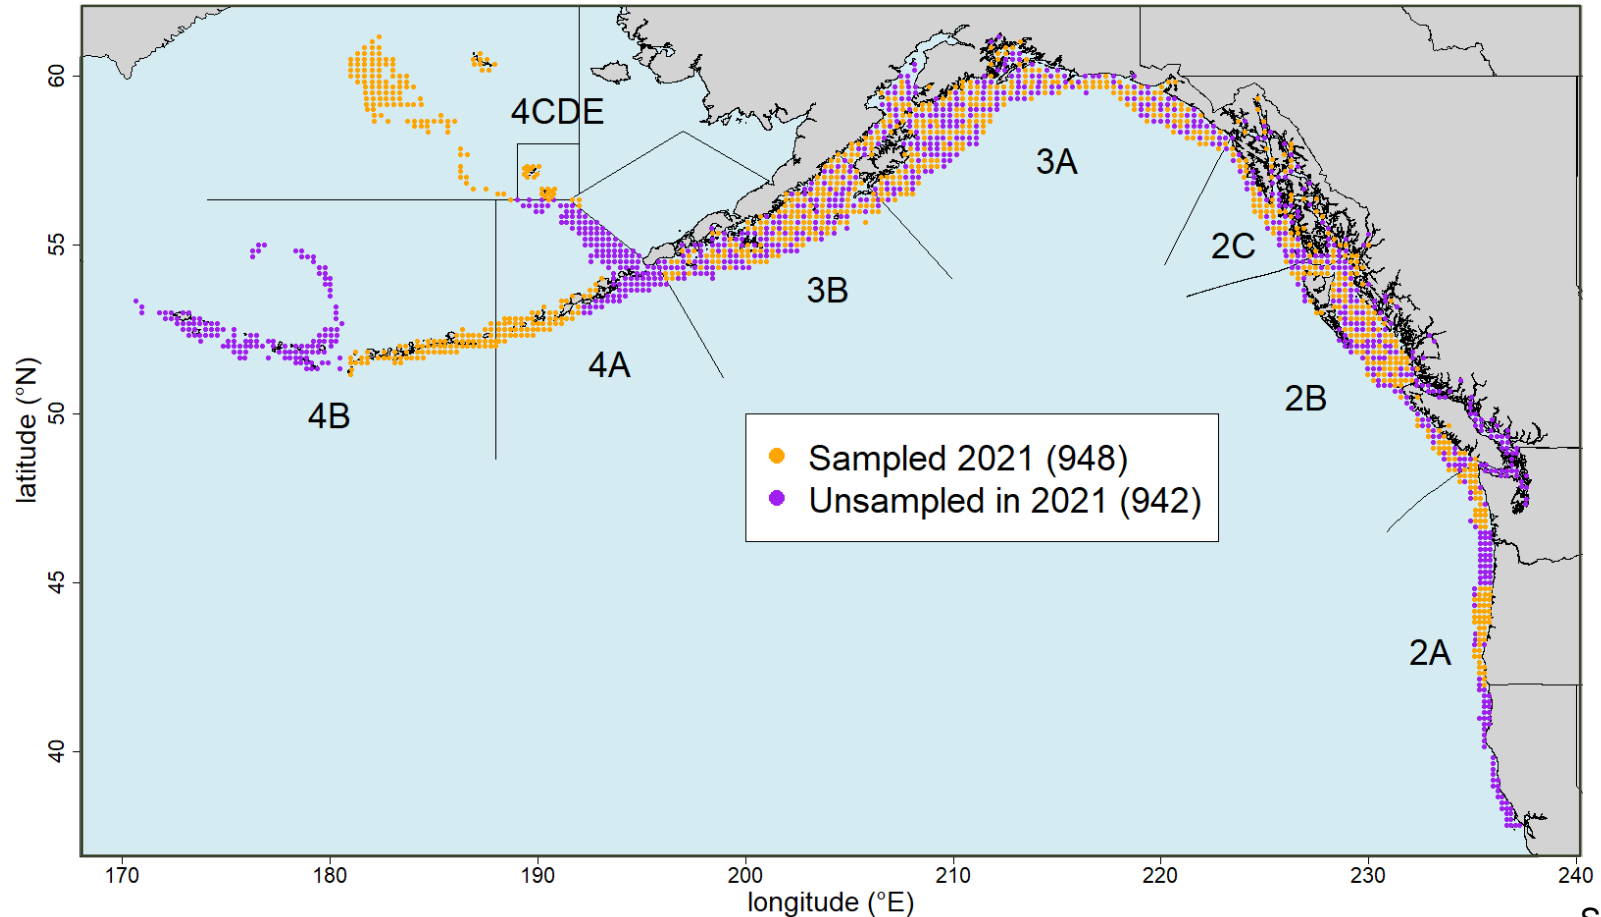 60
55
50
45
40
latitude (°N)
4CDE
3A
2C
3B
4A
2B
4B
2A
Sampled 2021 (948)
Unsampled in 2021 (942)
170
180
190
200
210
220
230
240
longitude (°E)